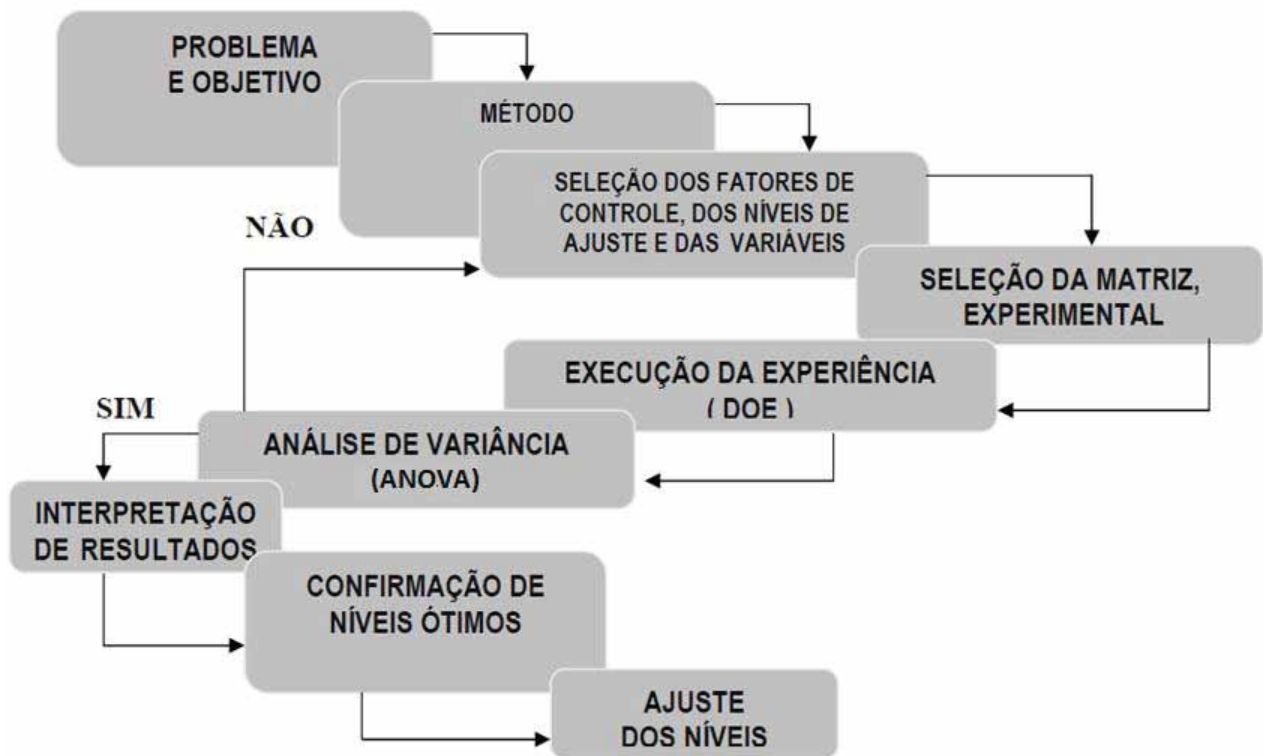 PROBLEMA
E OBJETIVO
MÉTODO
SELEÇÃO DOS FATORES DE
CONTROLE, DOS NÍVEIS DE
AJUSTE E DAS VARIÁVEIS
NÃO
SELEÇÃO DA MATRIZ,
EXPERIMENTAL
EXECUÇÃO DA EXPERIÊNCIA
( DOE )
SIM
ANÁLISE DE VARIÂNCIA
(ANOVA)
INTERPRETAÇÃO
DE RESULTADOS
CONFIRMAÇÃO DE
NÍVEIS ÓTIMOS
AJUSTE
DOS NÍVEIS